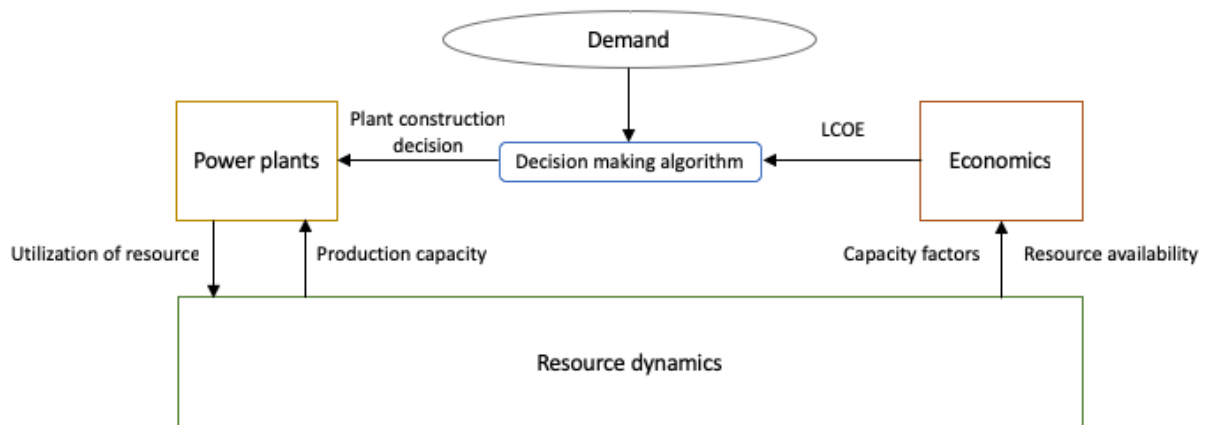 Demand
Plant construction
decision
LCOE
Power plants
Decision making algorithm
Economics
Utilization of resource
Production capacity
Capacity factors
Resource availability
Resource dynamics